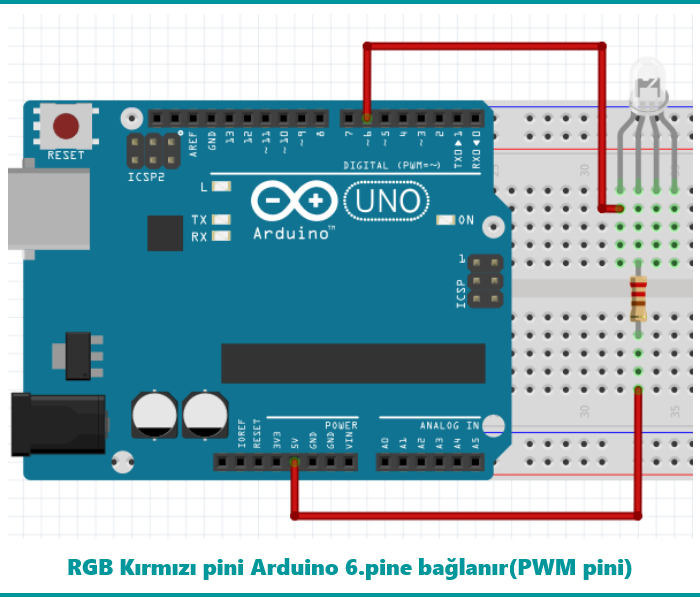 RESET
ICSP2
AREF
GND
13
12
~11
~10
~9
8
7
~6
~5
4
~3
2
TXD▶1
RXD◀0
DIGITAL (PWM=~)
L
TX
RX
UNO
Arduino™
ON
1
ICSP
30
IOREF
RESET
3V3
5V
GND
GND
VIN
POWER
A0
A1
A2
A3
A4
A5
ANALOG IN
30
35
RGB Kırmızı pini Arduino 6.pine bağlanır(PWM pini)